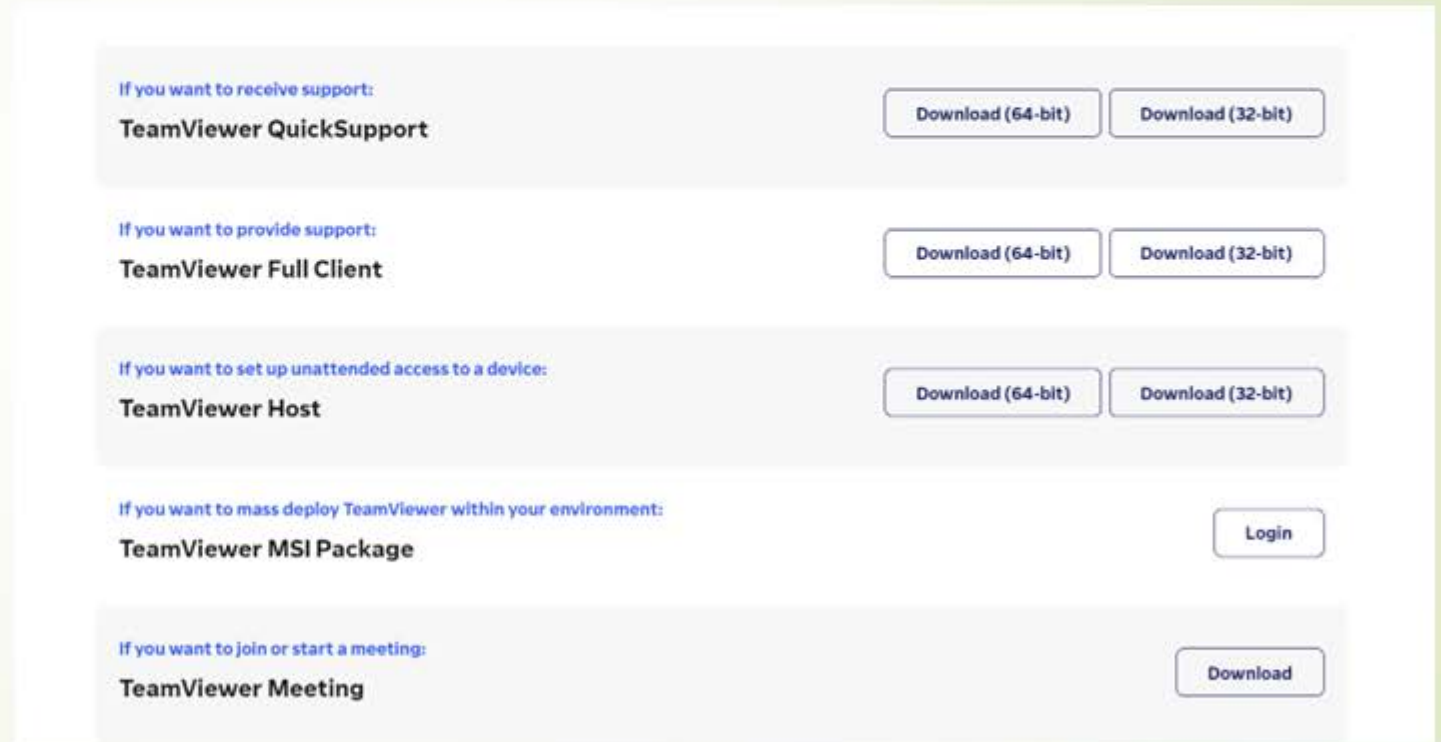 If you want to receive support:
TeamViewer QuickSupport
Download (64-bit)
Download (32-bit)
If you want to provide support:
TeamViewer Full Client
Download (64-bit)
Download (32-bit)
If you want to set up unattended access to a device:
TeamViewer Host
Download (64-bit)
Download (32-bit)
If you want to mass deploy TeamViewer within your environment:
TeamViewer MSI Package
Login
If you want to join or start a meeting:
TeamViewer Meeting
Download